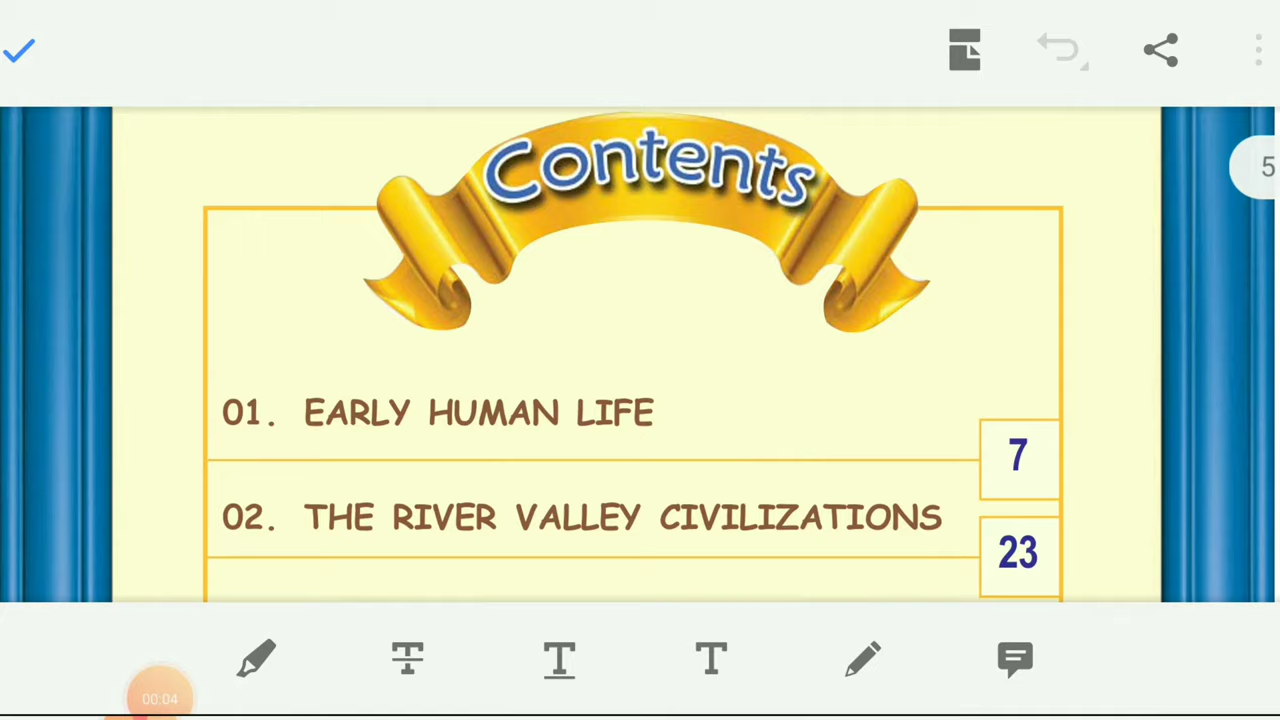 5
Contents
01. EARLY HUMAN LIFE
7
02. THE RIVER VALLEY CIVILIZATIONS
23
T
T
T
00:04